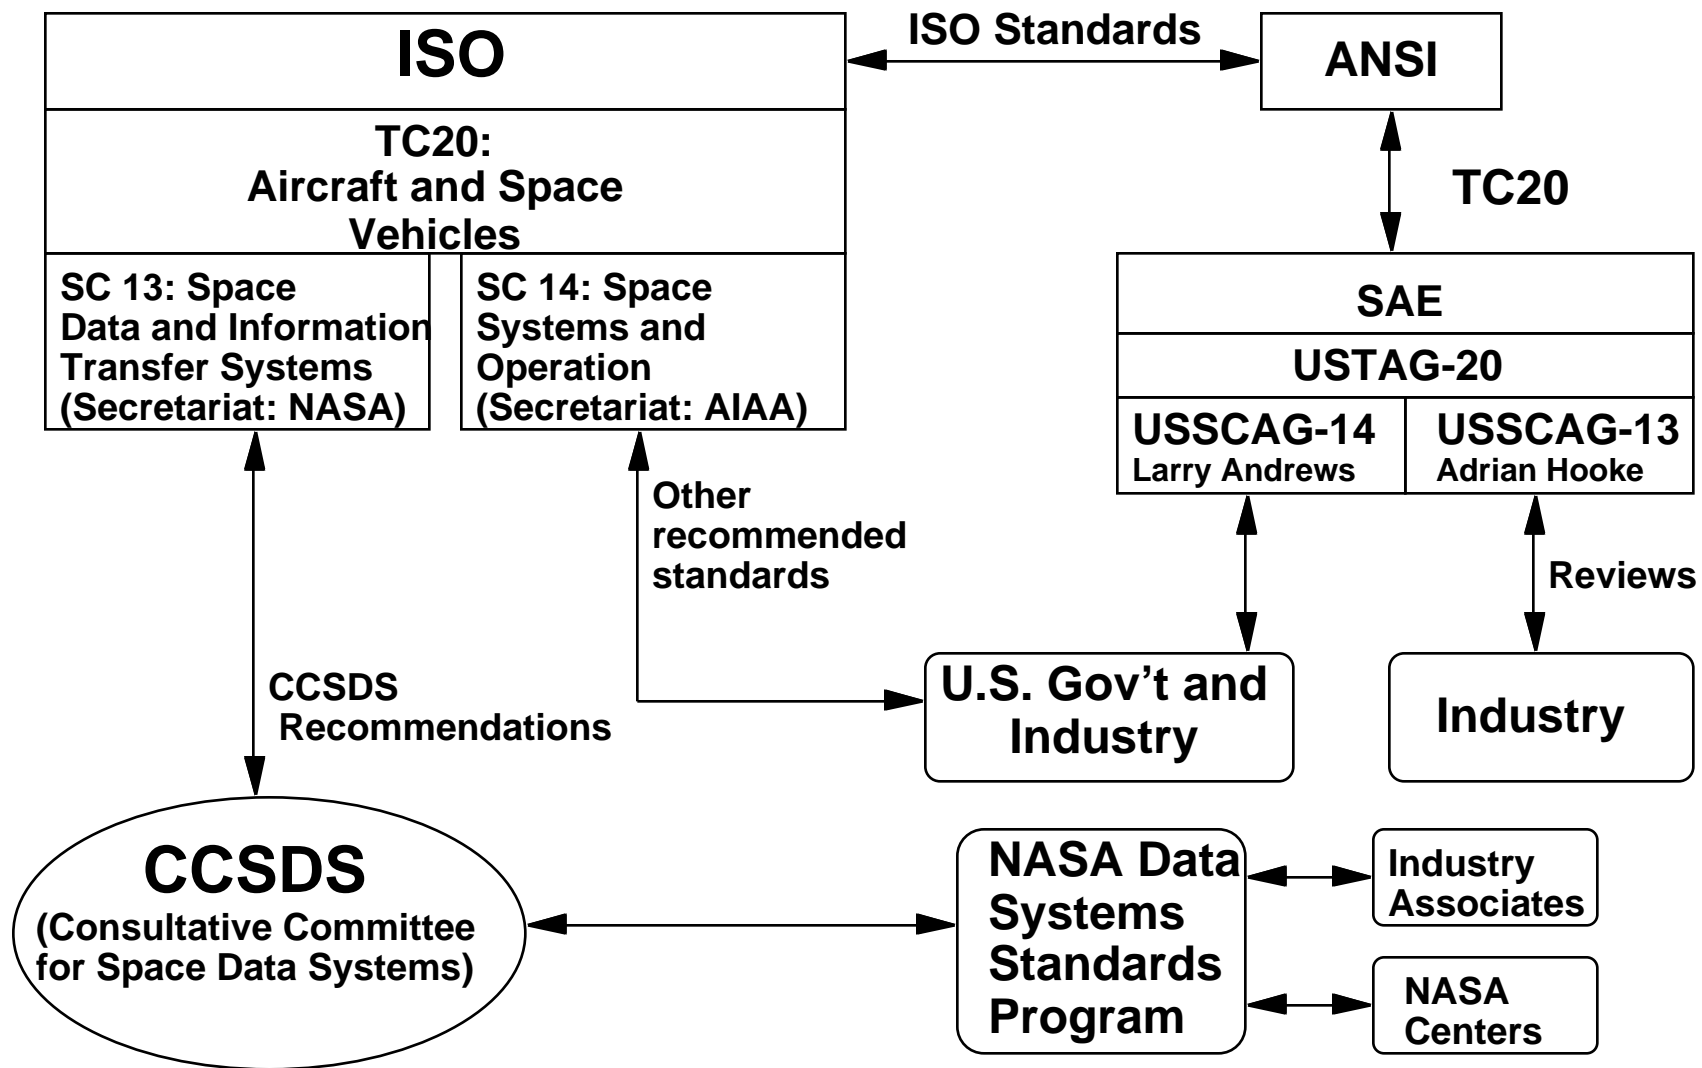 ISO
ISO Standards
ANSI
TC20:
Aircraft and Space
Vehicles
TC20
SC 13: Space
Data and Information
Transfer Systems
(Secretariat: NASA)
SC 14: Space
Systems and
Operation
(Secretariat: AIAA)
SAE
USTAG-20
USSCAG-14
Larry Andrews
USSCAG-13
Adrian Hooke
Other
recommended
standards
Reviews
CCSDS
Recommendations
U.S. Gov’t and
Industry
Industry
CCSDS
(Consultative Committee
for Space Data Systems)
NASA Data
Systems
Standards
Program
Industry
Associates
NASA
Centers